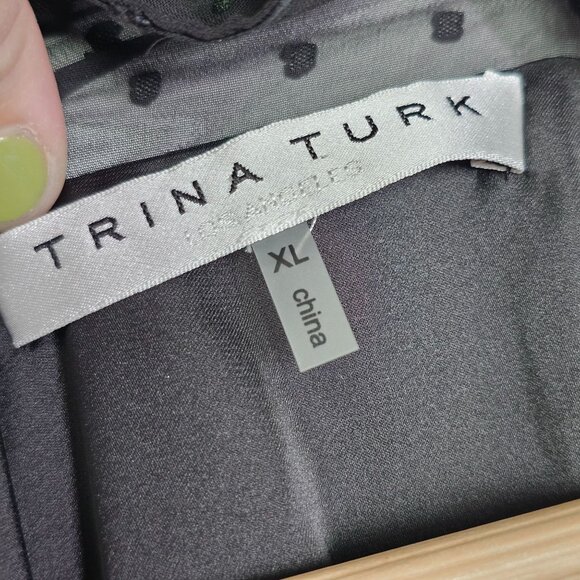 TRINA TURK
LOS ANGELES
XL
china